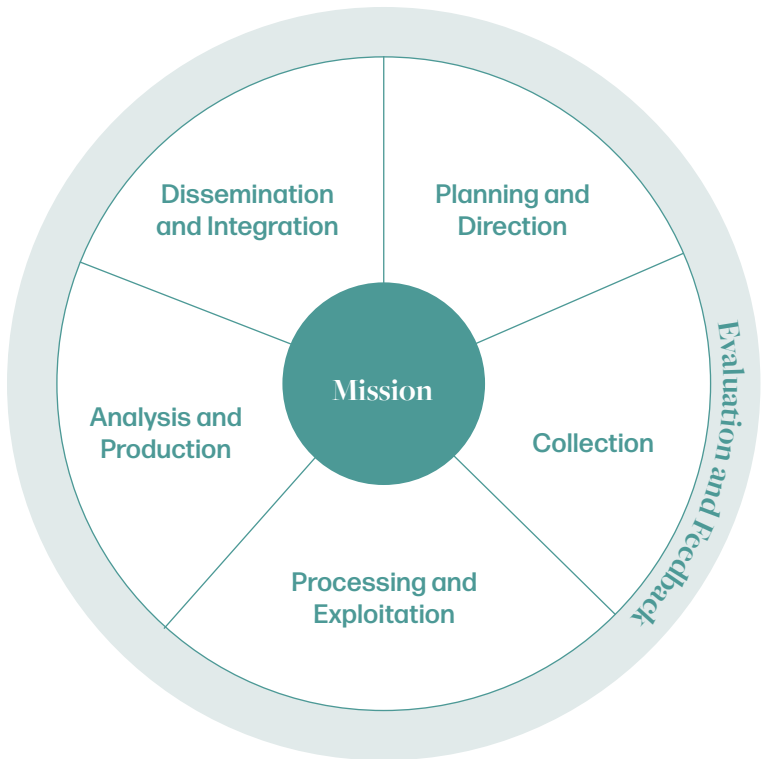 Dissemination
and Integration
Planning and
Direction
Mission
Evaluation and Feedback
Analysis and
Production
Collection
Processing and
Exploitation